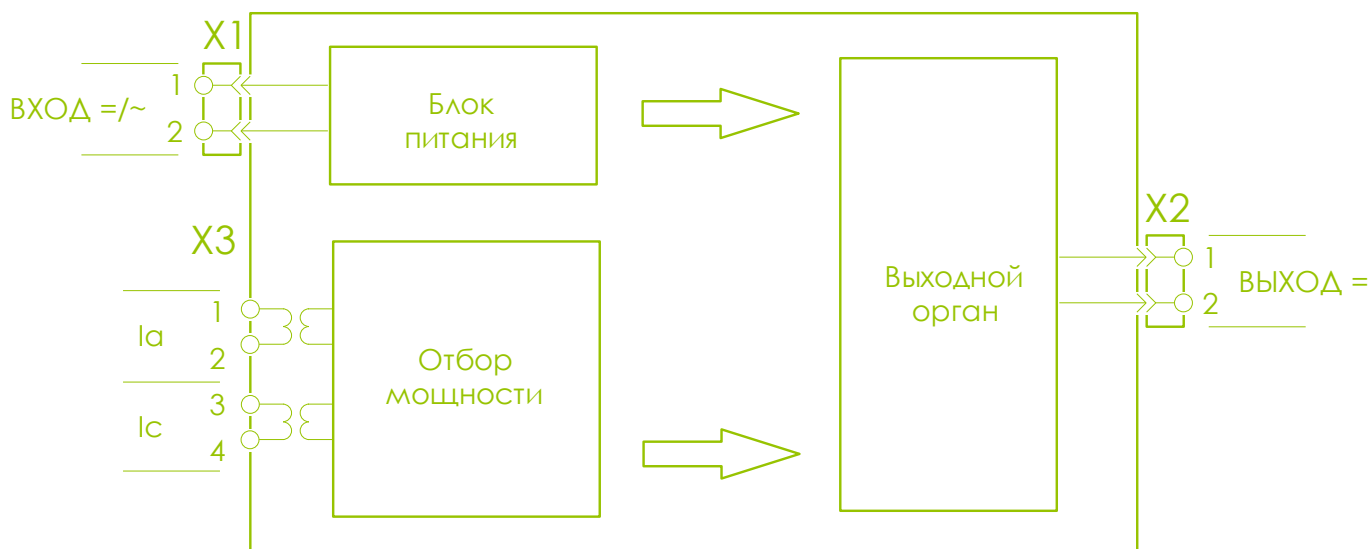 X1
1
ВХОД =/~
2
Блок
питания
X3
1
Ia
2
3
Ic
4
Отбор
мощности
Выходной
орган
X2
1
ВЫХОД =
2